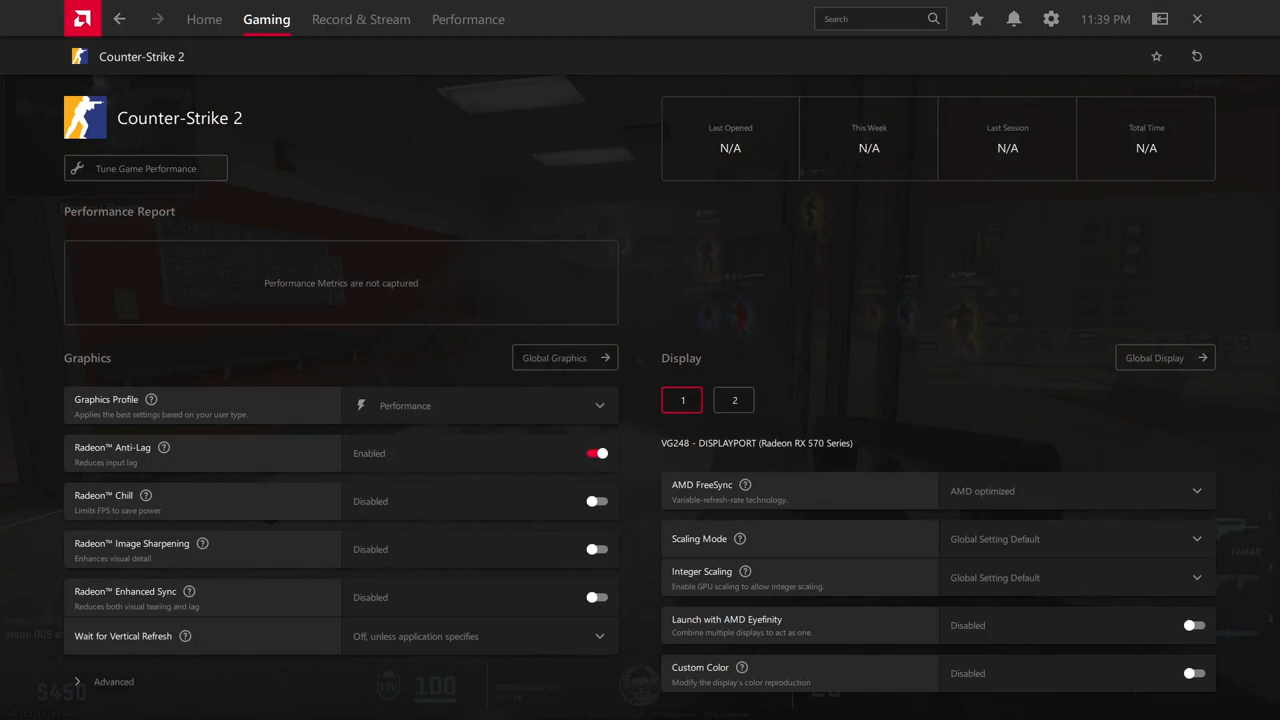 Home
Gaming
Record & Stream
Performance
Search
11:39 PM
Counter-Strike 2
Counter-Strike 2
Tune Game Performance
Last Opened
N/A
This Week
N/A
Last Session
N/A
Total Time
N/A
Performance Report
Performance Metrics are not captured
Graphics
Global Graphics
Graphics Profile
Applies the best settings based on your user type.
Performance
Radeon™ Anti-Lag
Reduces input lag
Enabled
Radeon™ Chill
Limits FPS to save power
Disabled
Radeon™ Image Sharpening
Enhances visual detail
Disabled
Radeon™ Enhanced Sync
Reduces both visual tearing and lag
Disabled
Wait for Vertical Refresh
Off, unless application specifies
Advanced
$450
100
Display
Global Display
1
2
VG248 - DISPLAYPORT (Radeon RX 570 Series)
AMD FreeSync
Variable-refresh-rate technology.
AMD optimized
Scaling Mode
Global Setting Default
Integer Scaling
Enable GPU scaling to allow integer scaling.
Global Setting Default
Launch with AMD Eyefinity
Combine multiple displays to act as one.
Disabled
Custom Color
Modify the display's color reproduction
Disabled
FAMAS